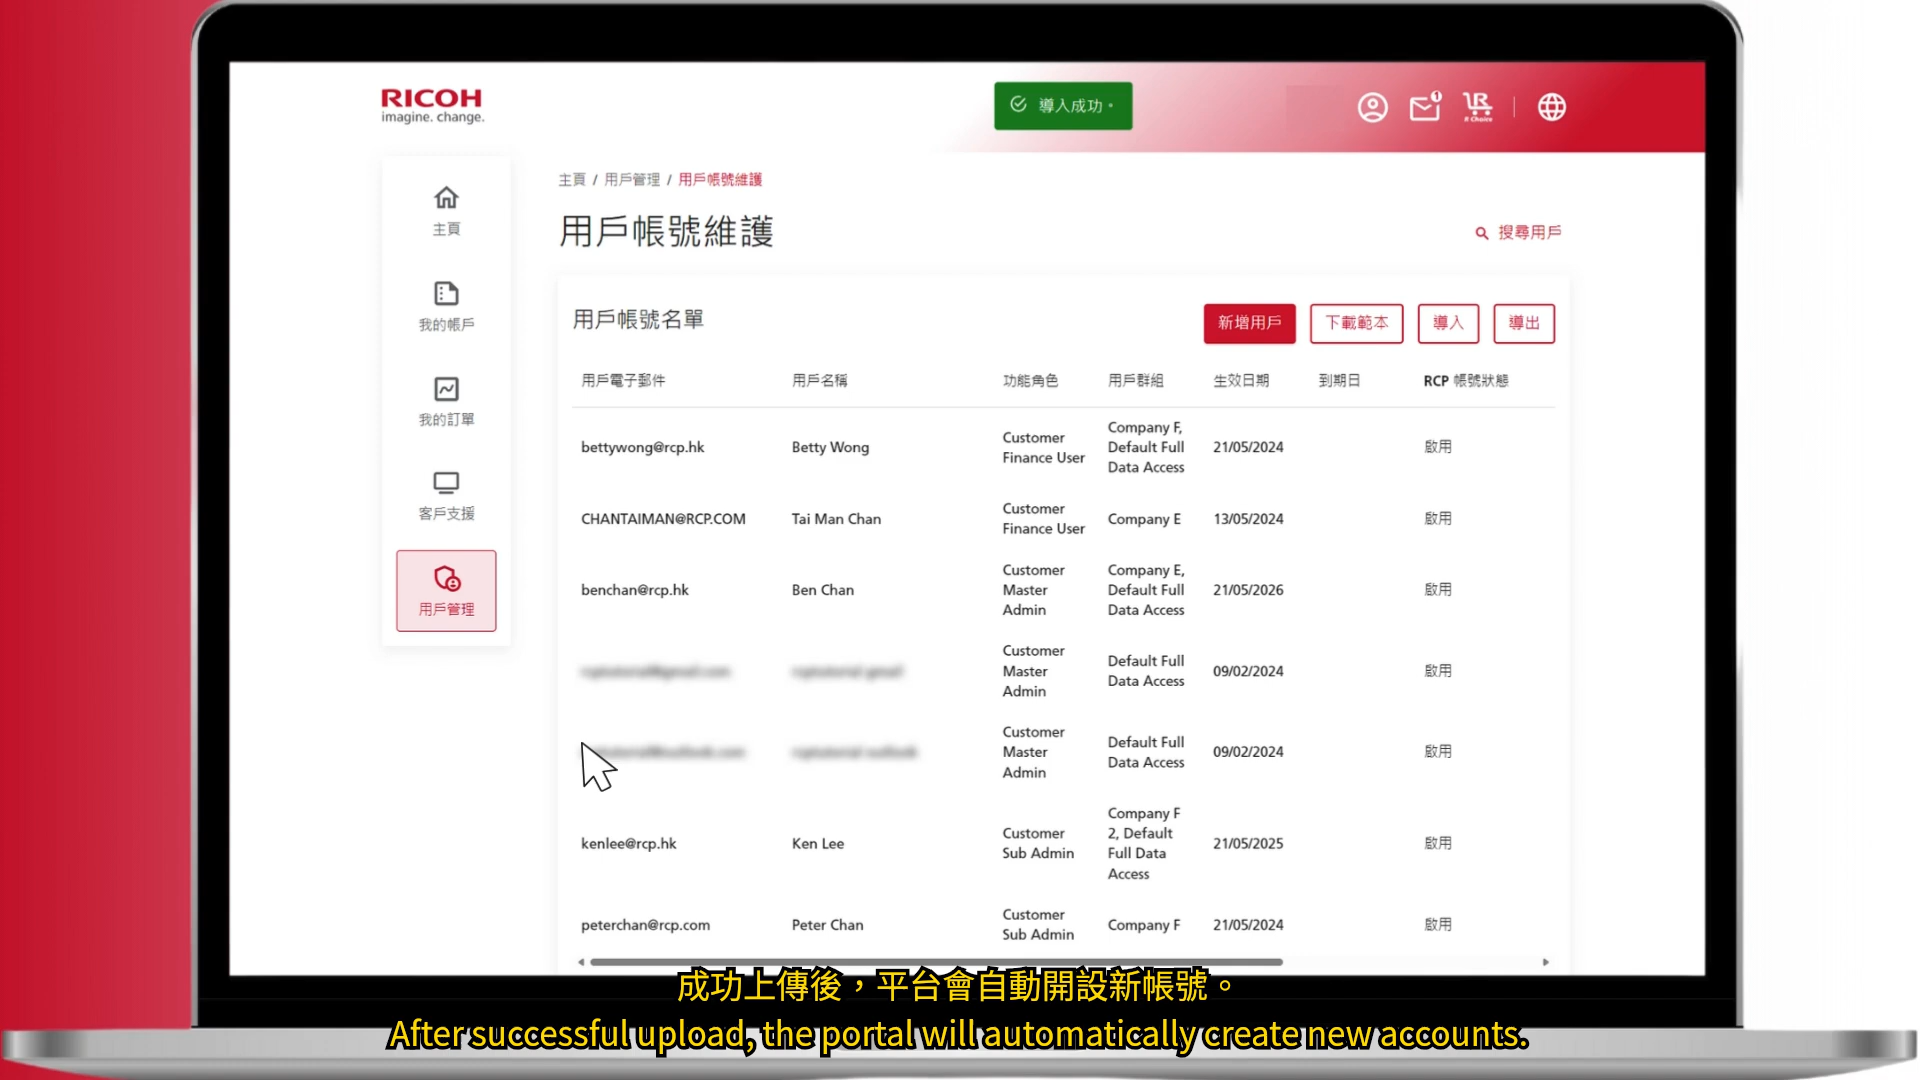 RICOH
imagine. change.
導入成功。
1
R Choice
主頁
我的帳戶
我的訂單
客戶支援
用戶管理
主頁 / 用戶管理 / 用戶帳號維護
用戶帳號維護
搜尋用戶
用戶帳號名單
新增用戶
下載範本
導入
導出
用戶電子郵件 用戶名稱 功能角色 用戶群組 生效日期 到期日 RCP 帳號狀態
bettywong@rcp.hk Betty Wong Customer Finance User Company F, Default Full Data Access 21/05/2024 啟用
CHANTAIMAN@RCP.COM Tai Man Chan Customer Finance User Company E 13/05/2024 啟用
benchan@rcp.hk Ben Chan Customer Master Admin Company E, Default Full Data Access 21/05/2026 啟用
Customer Master Admin Default Full Data Access 09/02/2024 啟用
Customer Master Admin Default Full Data Access 09/02/2024 啟用
kenlee@rcp.hk Ken Lee Customer Sub Admin Company F 2, Default Full Data Access 21/05/2025 啟用
peterchan@rcp.com Peter Chan Customer Sub Admin Company F 21/05/2024 啟用
成功上傳後，平台會自動開設新帳號。
After successful upload, the portal will automatically create new accounts.